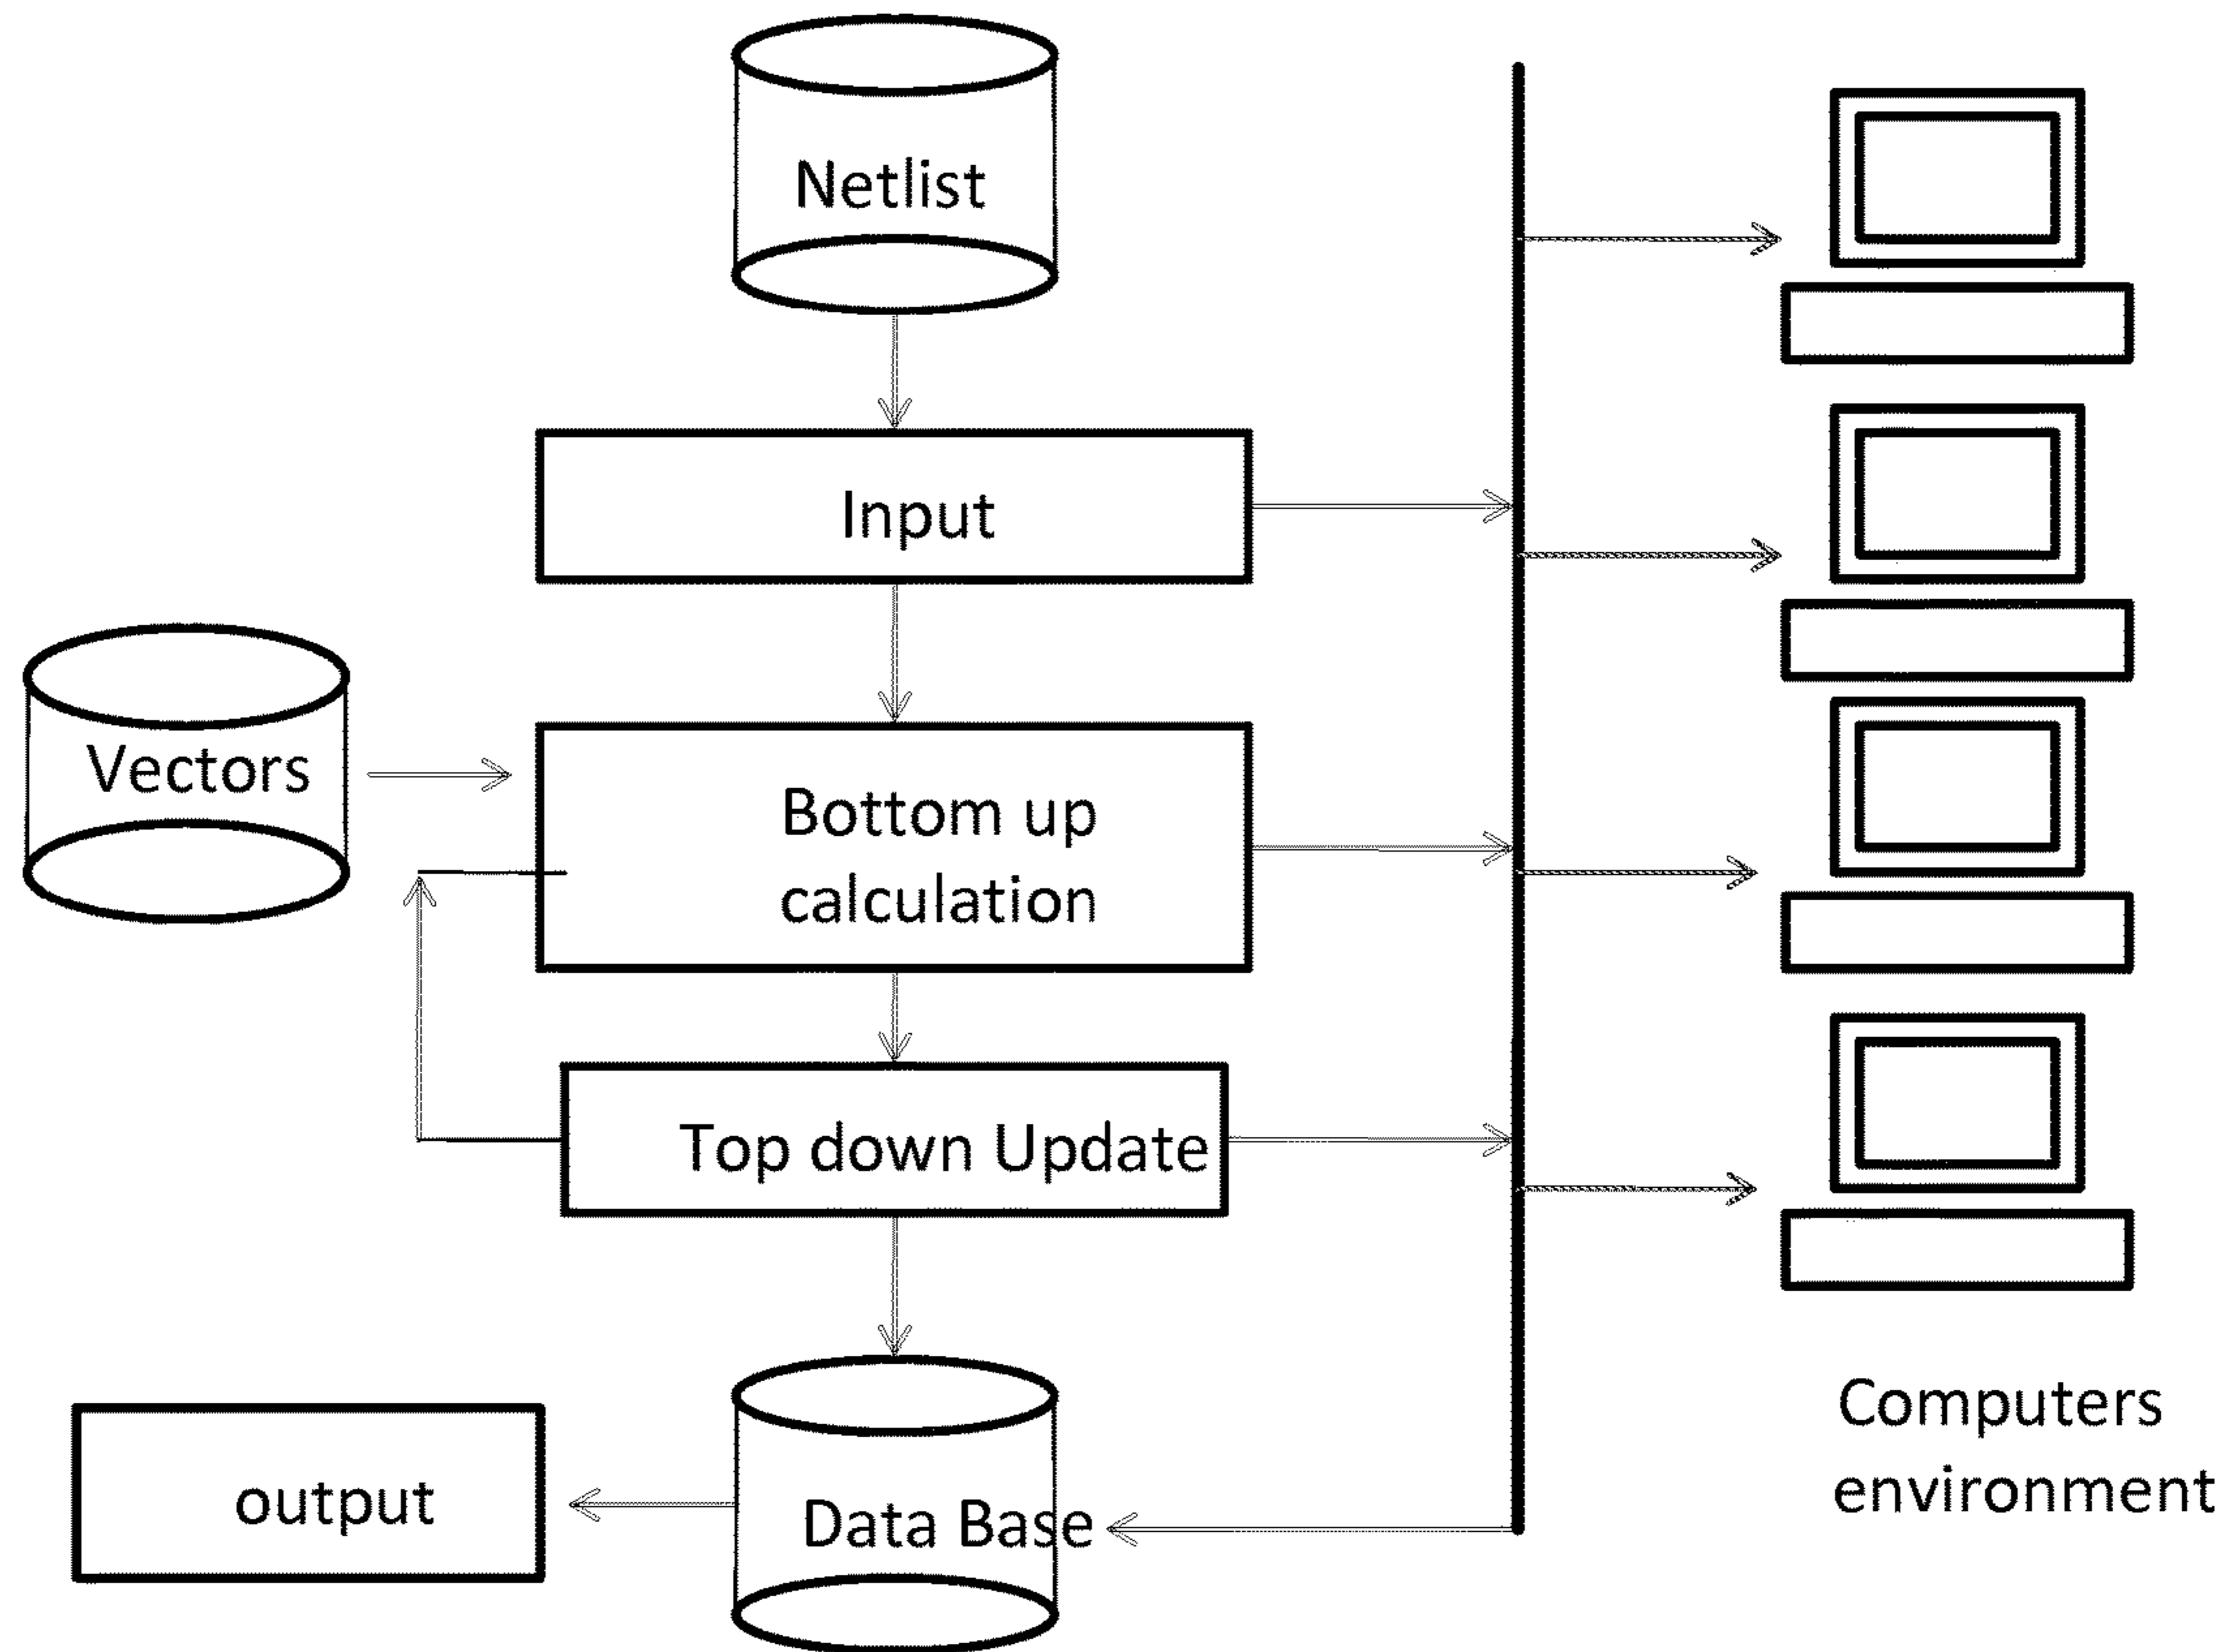 Netlist
Input
Vectors
Bottom up
calculation
Top down Update
Computers
environment
output
Data Base